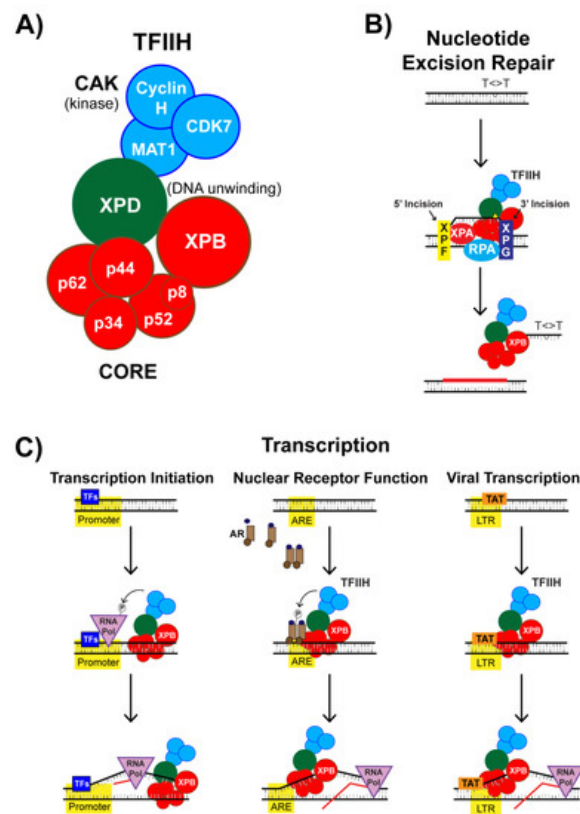 A)
TFIIH
CAK
(kinase)
Cyclin
H
CDK7
MAT1
(DNA unwinding)
XPD
XPB
p62
p44
p8
p34
p52
CORE
B)
Nucleotide
Excision Repair
T<>T
TFIIH
5' Incision
3' Incision
XPF
XPA
RPA
XPG
T<>T
XPB
C)
Transcription
Transcription Initiation
TFs
Promoter
P
RNA
Pol
XPB
TFs
Promoter
RNA
Pol
XPB
TFs
Promoter
Nuclear Receptor Function
ARE
AR
TFIIH
P
XPB
ARE
XPB
RNA
Pol
ARE
Viral Transcription
TAT
LTR
TFIIH
XPB
TAT
LTR
XPB
RNA
Pol
TAT
LTR